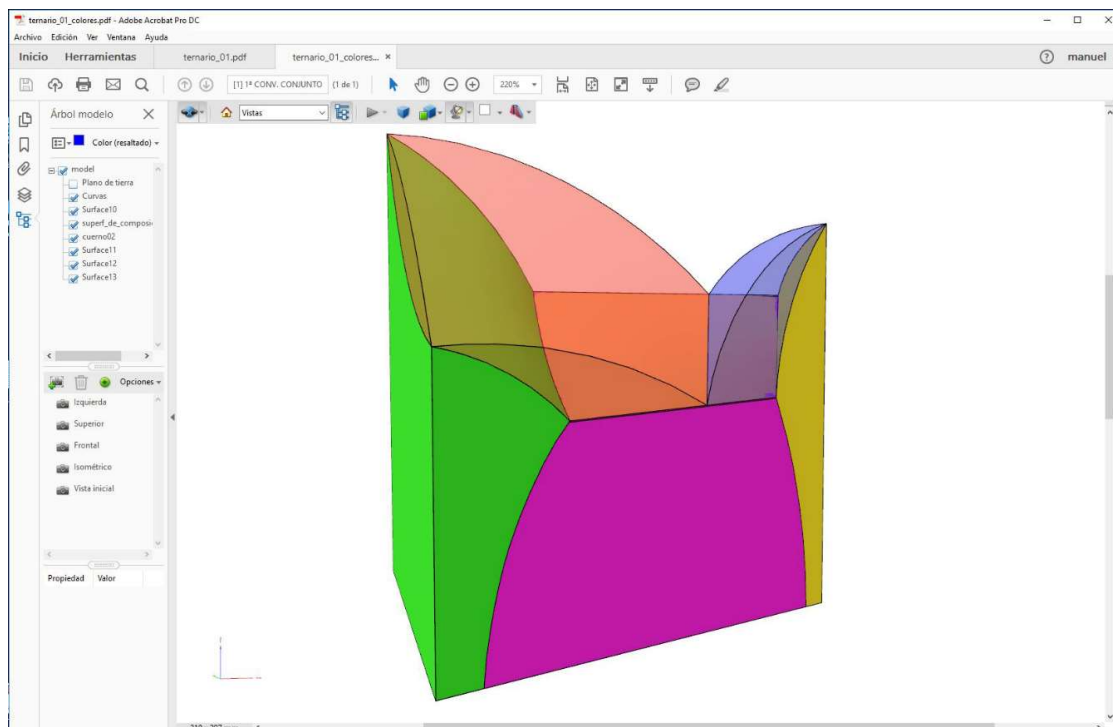 ternario_01_colores.pdf - Adobe Acrobat Pro DC
Archivo Edición Ver Ventana Ayuda
Inicio Herramientas ternario_01.pdf ternario_01_colores... × ? manuel
[1] 1ª CONV. CONJUNTO (1 de 1) 220%
Árbol modelo
Vistas
Color (resaltado)
model
Plano de tierra
Curvas
Surface10
superf_de_composi
cuerno02
Surface11
Surface12
Surface13
Opciones
Izquierda
Superior
Frontal
Isométrico
Vista inicial
Propiedad Valor